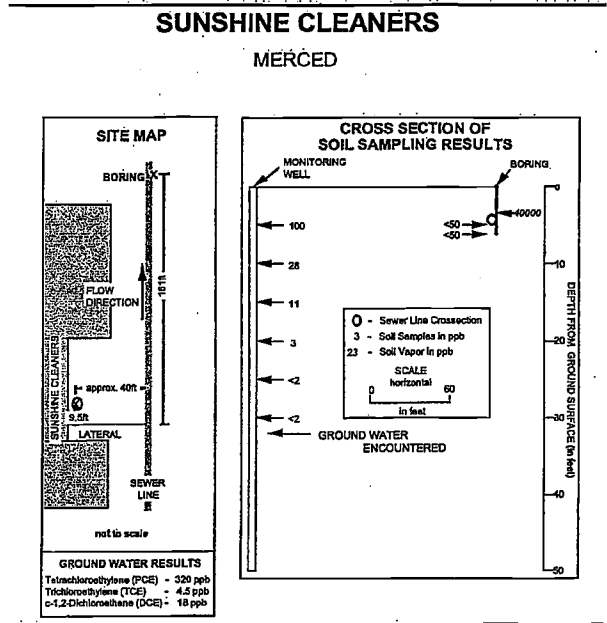 SUNSHINE CLEANERS
MERCED
SITE MAP
BORING
X
161ft
FLOW
DIRECTION
SUNSHINE CLEANERS
approx. 40ft
9.5ft
LATERAL
SEWER
LINE
not to scale
GROUND WATER RESULTS
Tetrachloroethylene (PCE) - 320 ppb
Trichloroethylene (TCE) - 4.5 ppb
c-1,2-Dichloroethane (DCE) - 18 ppb
CROSS SECTION OF
SOIL SAMPLING RESULTS
MONITORING
WELL
BORING
100
28
11
3
<2
<2
GROUND WATER
ENCOUNTERED
40000
<50
<50
O - Sewer Line Crossection
3 - Soil Samples in ppb
23 - Soil Vapor in ppb
SCALE
horizontal
0 60
in feet
0
10
20
30
40
50
DEPTH FROM GROUND SURFACE (in feet)